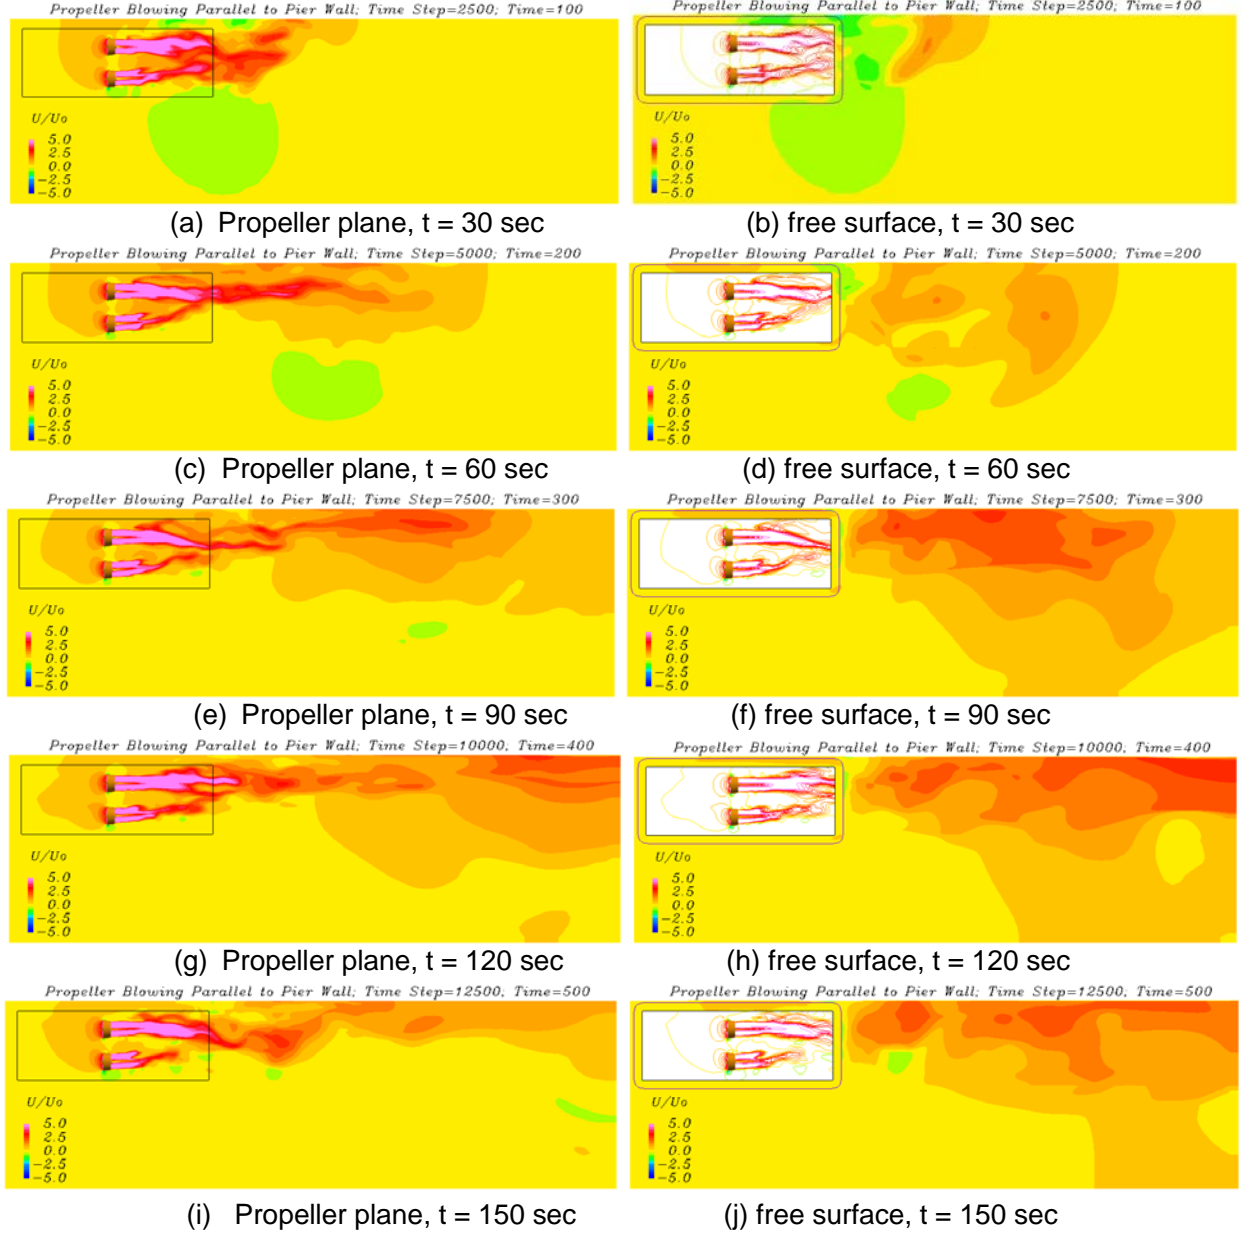 Propeller Blowing Parallel to Pier Wall; Time Step=2500; Time=100
U/Uo
5.0
2.5
0.0
-2.5
-5.0
(a) Propeller plane, t = 30 sec
Propeller Blowing Parallel to Pier Wall; Time Step=2500; Time=100
U/Uo
5.0
2.5
0.0
-2.5
-5.0
(b) free surface, t = 30 sec
Propeller Blowing Parallel to Pier Wall; Time Step=5000; Time=200
U/Uo
5.0
2.5
0.0
-2.5
-5.0
(c) Propeller plane, t = 60 sec
Propeller Blowing Parallel to Pier Wall; Time Step=5000; Time=200
U/Uo
5.0
2.5
0.0
-2.5
-5.0
(d) free surface, t = 60 sec
Propeller Blowing Parallel to Pier Wall; Time Step=7500; Time=300
U/Uo
5.0
2.5
0.0
-2.5
-5.0
(e) Propeller plane, t = 90 sec
Propeller Blowing Parallel to Pier Wall; Time Step=7500; Time=300
U/Uo
5.0
2.5
0.0
-2.5
-5.0
(f) free surface, t = 90 sec
Propeller Blowing Parallel to Pier Wall; Time Step=10000, Time=400
U/Uo
5.0
2.5
0.0
-2.5
-5.0
(g) Propeller plane, t = 120 sec
Propeller Blowing Parallel to Pier Wall; Time Step=10000; Time=400
U/Uo
5.0
2.5
0.0
-2.5
-5.0
(h) free surface, t = 120 sec
Propeller Blowing Parallel to Pier Wall; Time Step=12500; Time=500
U/Uo
5.0
2.5
0.0
-2.5
-5.0
(i) Propeller plane, t = 150 sec
Propeller Blowing Parallel to Pier Wall; Time Step=12500; Time=500
U/Uo
5.0
2.5
0.0
-2.5
-5.0
(j) free surface, t = 150 sec